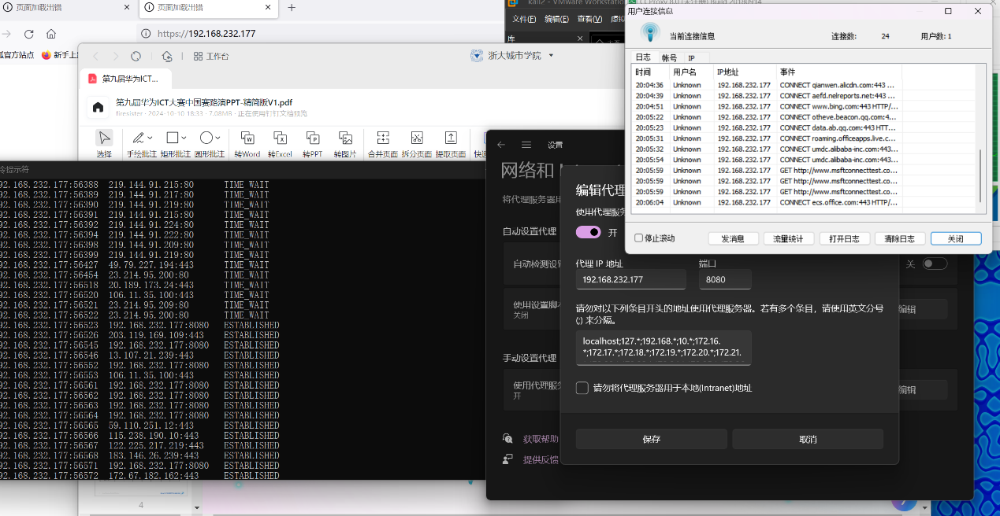 页面加载出错
页面加载出错
https://192.168.232.177
狐官方站点
新手上
工作台
浙大城市学院
第九届华为ICT...
第九届华为ICT大赛中国赛路演PPT-精简版V1.pdf
firesister · 2024-10-10 18:33 · 7.08MB · 正在使用钉钉文档预览
选择
手绘批注
矩形批注
圆形批注
转Word
转Excel
转PPT
转图片
合并页面
拆分页面
提取页面
快速
令提示符
92.168.232.177:56388 219.144.91.215:80 TIME_WAIT
92.168.232.177:56389 219.144.91.217:80 TIME_WAIT
92.168.232.177:56390 219.144.91.219:80 TIME_WAIT
92.168.232.177:56391 219.144.91.215:80 TIME_WAIT
92.168.232.177:56392 219.144.91.224:80 TIME_WAIT
92.168.232.177:56394 219.144.91.222:80 TIME_WAIT
92.168.232.177:56398 219.144.91.209:80 TIME_WAIT
92.168.232.177:56399 219.144.91.219:80 TIME_WAIT
92.168.232.177:56427 49.79.227.194:443 TIME_WAIT
92.168.232.177:56454 23.214.95.200:80 TIME_WAIT
92.168.232.177:56518 20.189.173.24:443 TIME_WAIT
92.168.232.177:56520 106.11.35.100:443 TIME_WAIT
92.168.232.177:56521 23.214.95.209:80 TIME_WAIT
92.168.232.177:56522 23.214.95.200:80 TIME_WAIT
92.168.232.177:56523 192.168.232.177:8080 ESTABLISHED
92.168.232.177:56526 203.119.169.109:443 ESTABLISHED
92.168.232.177:56545 192.168.232.177:8080 ESTABLISHED
92.168.232.177:56546 13.107.21.239:443 ESTABLISHED
92.168.232.177:56552 192.168.232.177:8080 ESTABLISHED
92.168.232.177:56553 106.11.35.100:443 ESTABLISHED
92.168.232.177:56561 192.168.232.177:8080 ESTABLISHED
92.168.232.177:56562 192.168.232.177:8080 ESTABLISHED
92.168.232.177:56563 192.168.232.177:8080 ESTABLISHED
92.168.232.177:56564 192.168.232.177:8080 ESTABLISHED
92.168.232.177:56565 59.110.251.12:443 ESTABLISHED
92.168.232.177:56566 115.238.190.10:443 ESTABLISHED
92.168.232.177:56567 122.225.217.219:443 ESTABLISHED
92.168.232.177:56568 183.146.26.239:443 ESTABLISHED
92.168.232.177:56571 192.168.232.177:8080 ESTABLISHED
92.168.232.177:56572 172.67.182.162:443 ESTABLISHED
4
kali2 - VMware Workstation
文件(F) 编辑(E) 查看(V) 虚拟
库
CCProxy 8.0 (未注册) Build 20180914
用户连接信息
当前连接信息
连接数: 24
用户数: 1
日志 帐号 IP
时间 用户名 IP地址 事件
20:04:36 Unknown 192.168.232.177 CONNECT qianwen.alicdn.com:443 ...
20:04:39 Unknown 192.168.232.177 CONNECT aefd.nelreports.net:443 ...
20:04:51 Unknown 192.168.232.177 CONNECT www.bing.com:443 HTTP/...
20:05:22 Unknown 192.168.232.177 CONNECT otheve.beacon.qq.com:4...
20:05:23 Unknown 192.168.232.177 CONNECT data.ab.qq.com:443 HTT...
20:05:31 Unknown 192.168.232.177 CONNECT roaming.officeapps.live.c...
20:05:32 Unknown 192.168.232.177 CONNECT umdc.alibaba-inc.com:443...
20:05:54 Unknown 192.168.232.177 CONNECT umdc.alibaba-inc.com:443...
20:05:59 Unknown 192.168.232.177 GET http://www.msftconnecttest.co...
20:05:59 Unknown 192.168.232.177 GET http://www.msftconnecttest.co...
20:05:59 Unknown 192.168.232.177 GET http://www.msftconnecttest.co...
20:06:04 Unknown 192.168.232.177 CONNECT ecs.office.com:443 HTTP/...
停止滚动
发消息
流量统计
打开日志
清除日志
关闭
设置
网络和
将代理服务器用
自动设置代理
自动检测设置
关
使用设置脚本
关闭
编辑
手动设置代理
使用代理服务
开
编辑
获取帮助
提供反馈
编辑代理
使用代理服务
开
代理 IP 地址
端口
192.168.232.177
8080
请勿对以下列条目开头的地址使用代理服务器。若有多个条目，请使用英文分号
(;) 来分隔。
localhost;127.*;192.168.*;10.*;172.16.
*;172.17.*;172.18.*;172.19.*;172.20.*;172.21.
请勿将代理服务器用于本地(Intranet)地址
保存
取消